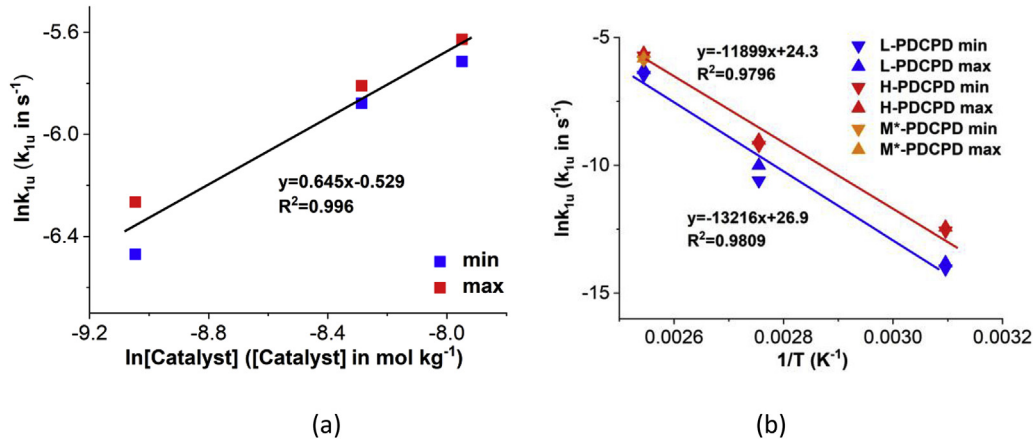 -5.6
-6.0
-6.4
lnk1u (k1u in s-1)
y=0.645x-0.529
R2=0.996
min
max
-9.2
-8.8
-8.4
-8.0
ln[Catalyst] ([Catalyst] in mol kg-1)
(a)
-5
-10
-15
lnk1u (k1u in s-1)
y=-11899x+24.3
R2=0.9796
L-PDCPD min
L-PDCPD max
H-PDCPD min
H-PDCPD max
M*-PDCPD min
M*-PDCPD max
y=-13216x+26.9
R2=0.9809
0.0026
0.0028
0.0030
0.0032
1/T (K-1)
(b)